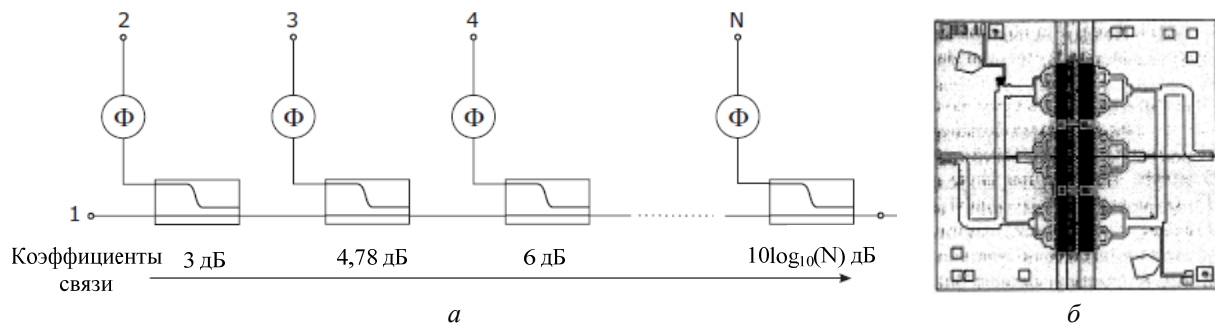 2 3 4 N
Ф Ф Ф Ф
1
Коэффициенты связи 3 дБ 4,78 дБ 6 дБ 10log₁₀(N) дБ
а б